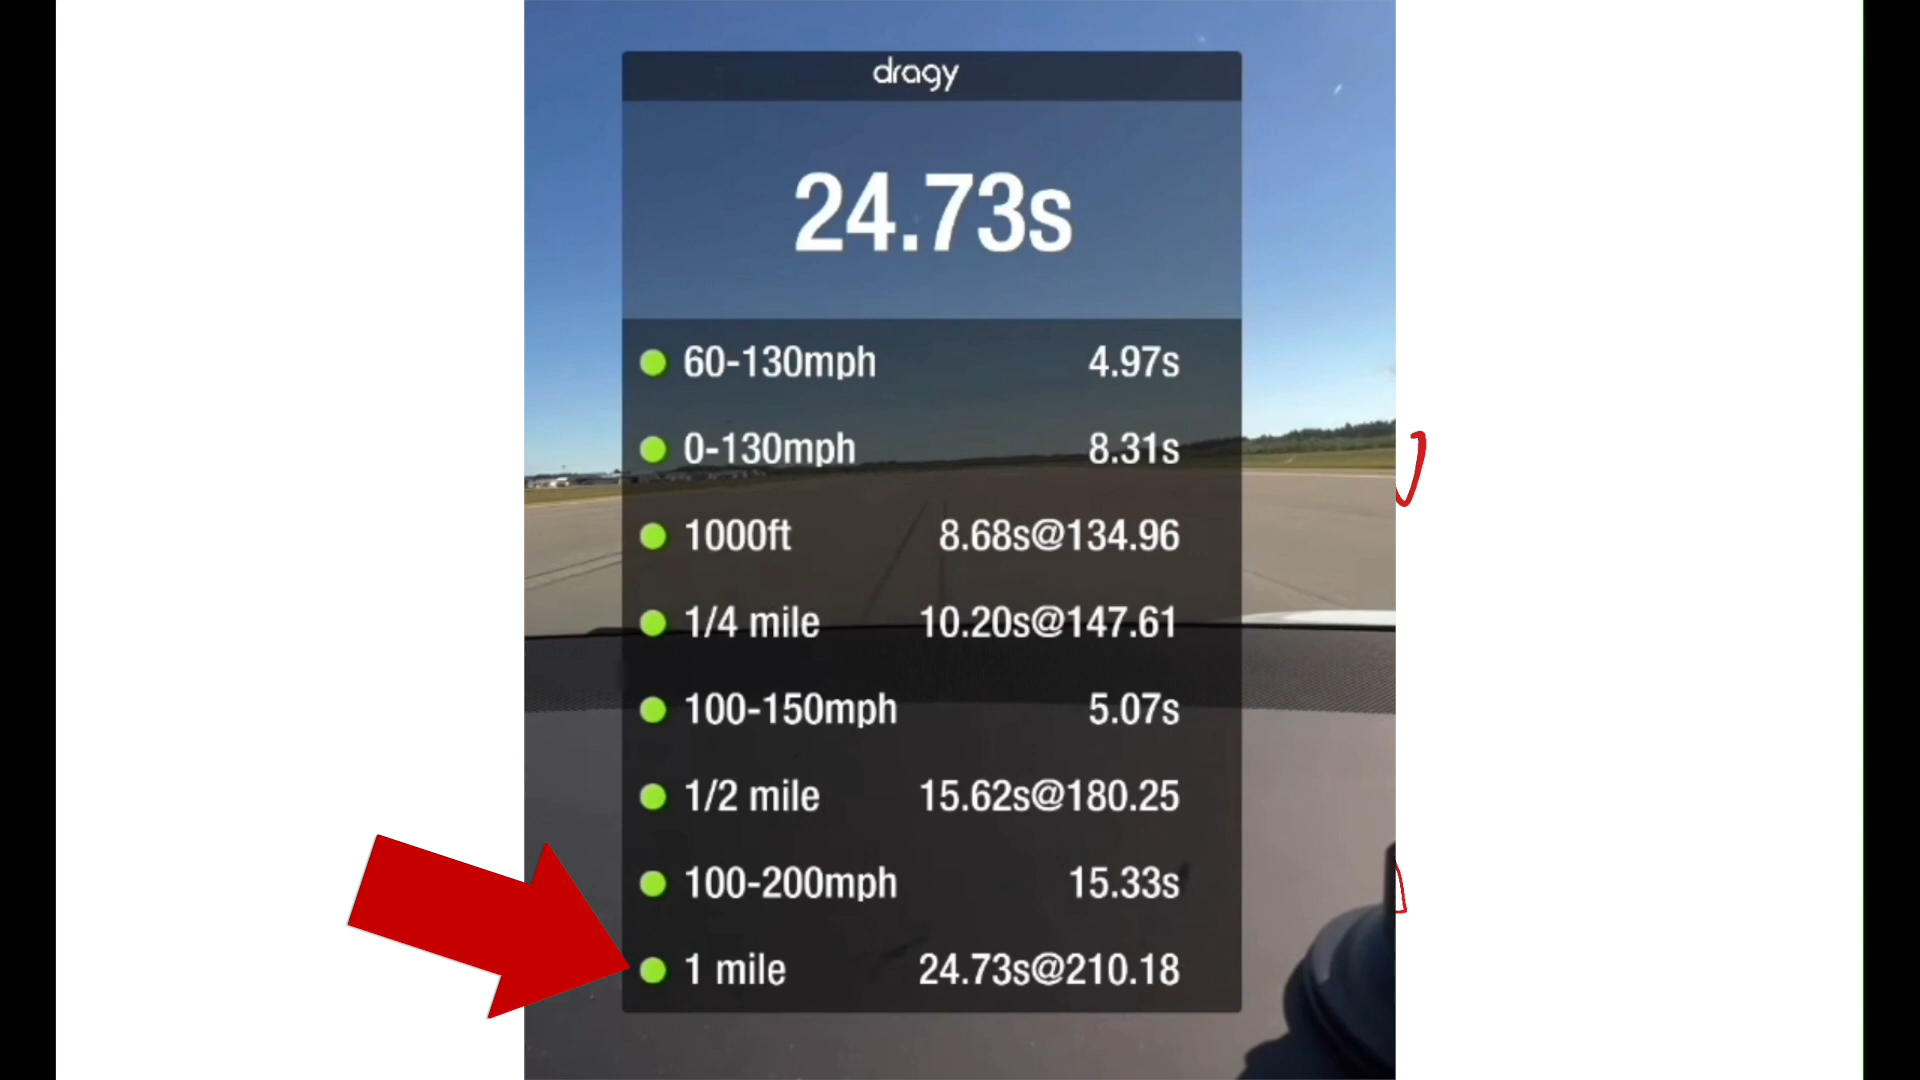 dragy
24.73s
60-130mph 4.97s
0-130mph 8.31s
1000ft 8.68s@134.96
1/4 mile 10.20s@147.61
100-150mph 5.07s
1/2 mile 15.62s@180.25
100-200mph 15.33s
1 mile 24.73s@210.18